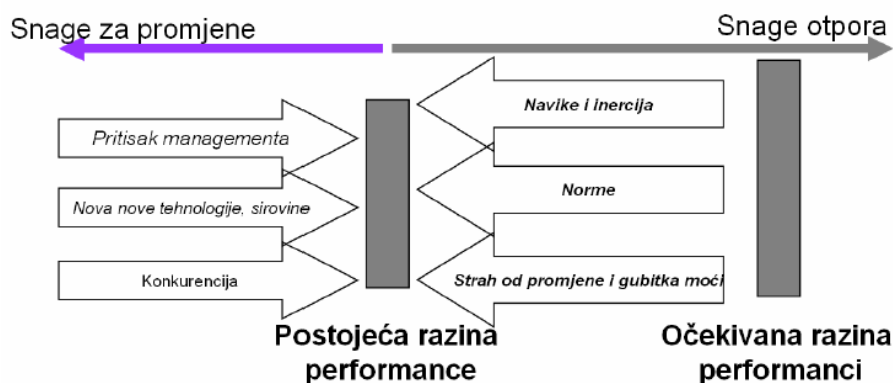 Snage za promjene
Snage otpora
Pritisak managementa
Nova nove tehnologije, sirovine
Konkurencija
Navike i inercija
Norme
Strah od promjene i gubitka moći
Postojeća razina
performance
Očekivana razina
performanci